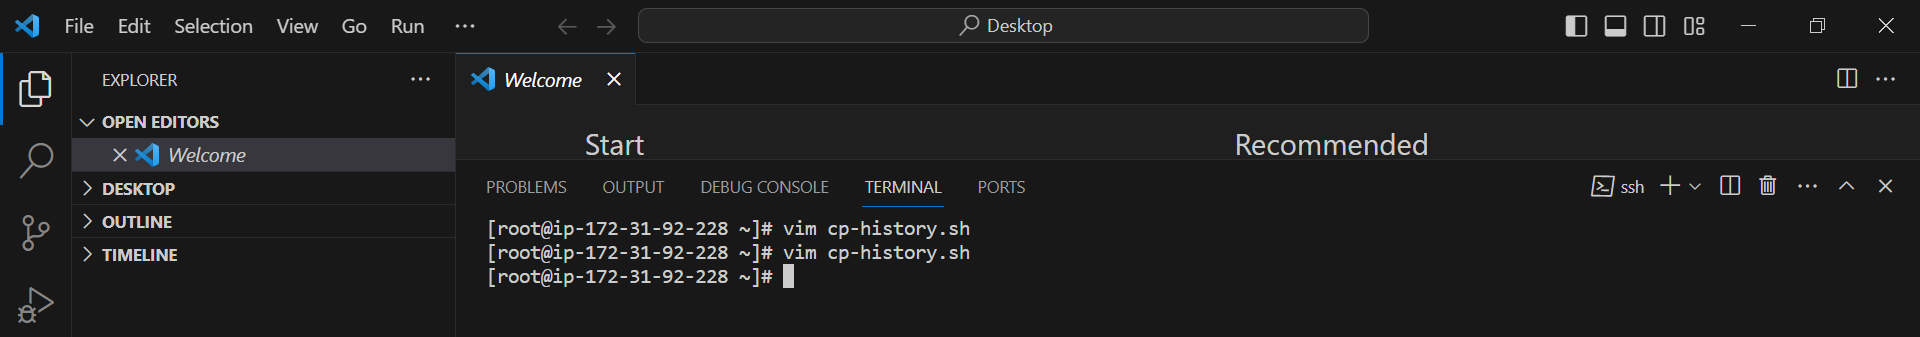 File Edit Selection View Go Run ···
Desktop
EXPLORER ···
OPEN EDITORS
Welcome
DESKTOP
OUTLINE
TIMELINE
Welcome
Start
Recommended
PROBLEMS OUTPUT DEBUG CONSOLE TERMINAL PORTS
ssh
[root@ip-172-31-92-228 ~]# vim cp-history.sh
[root@ip-172-31-92-228 ~]# vim cp-history.sh
[root@ip-172-31-92-228 ~]#